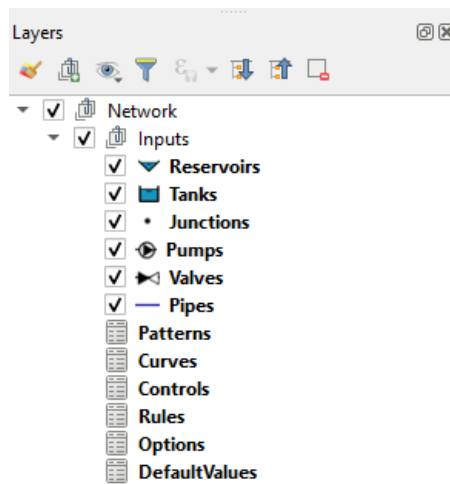 Layers
Network
Inputs
Reservoirs
Tanks
Junctions
Pumps
Valves
Pipes
Patterns
Curves
Controls
Rules
Options
DefaultValues